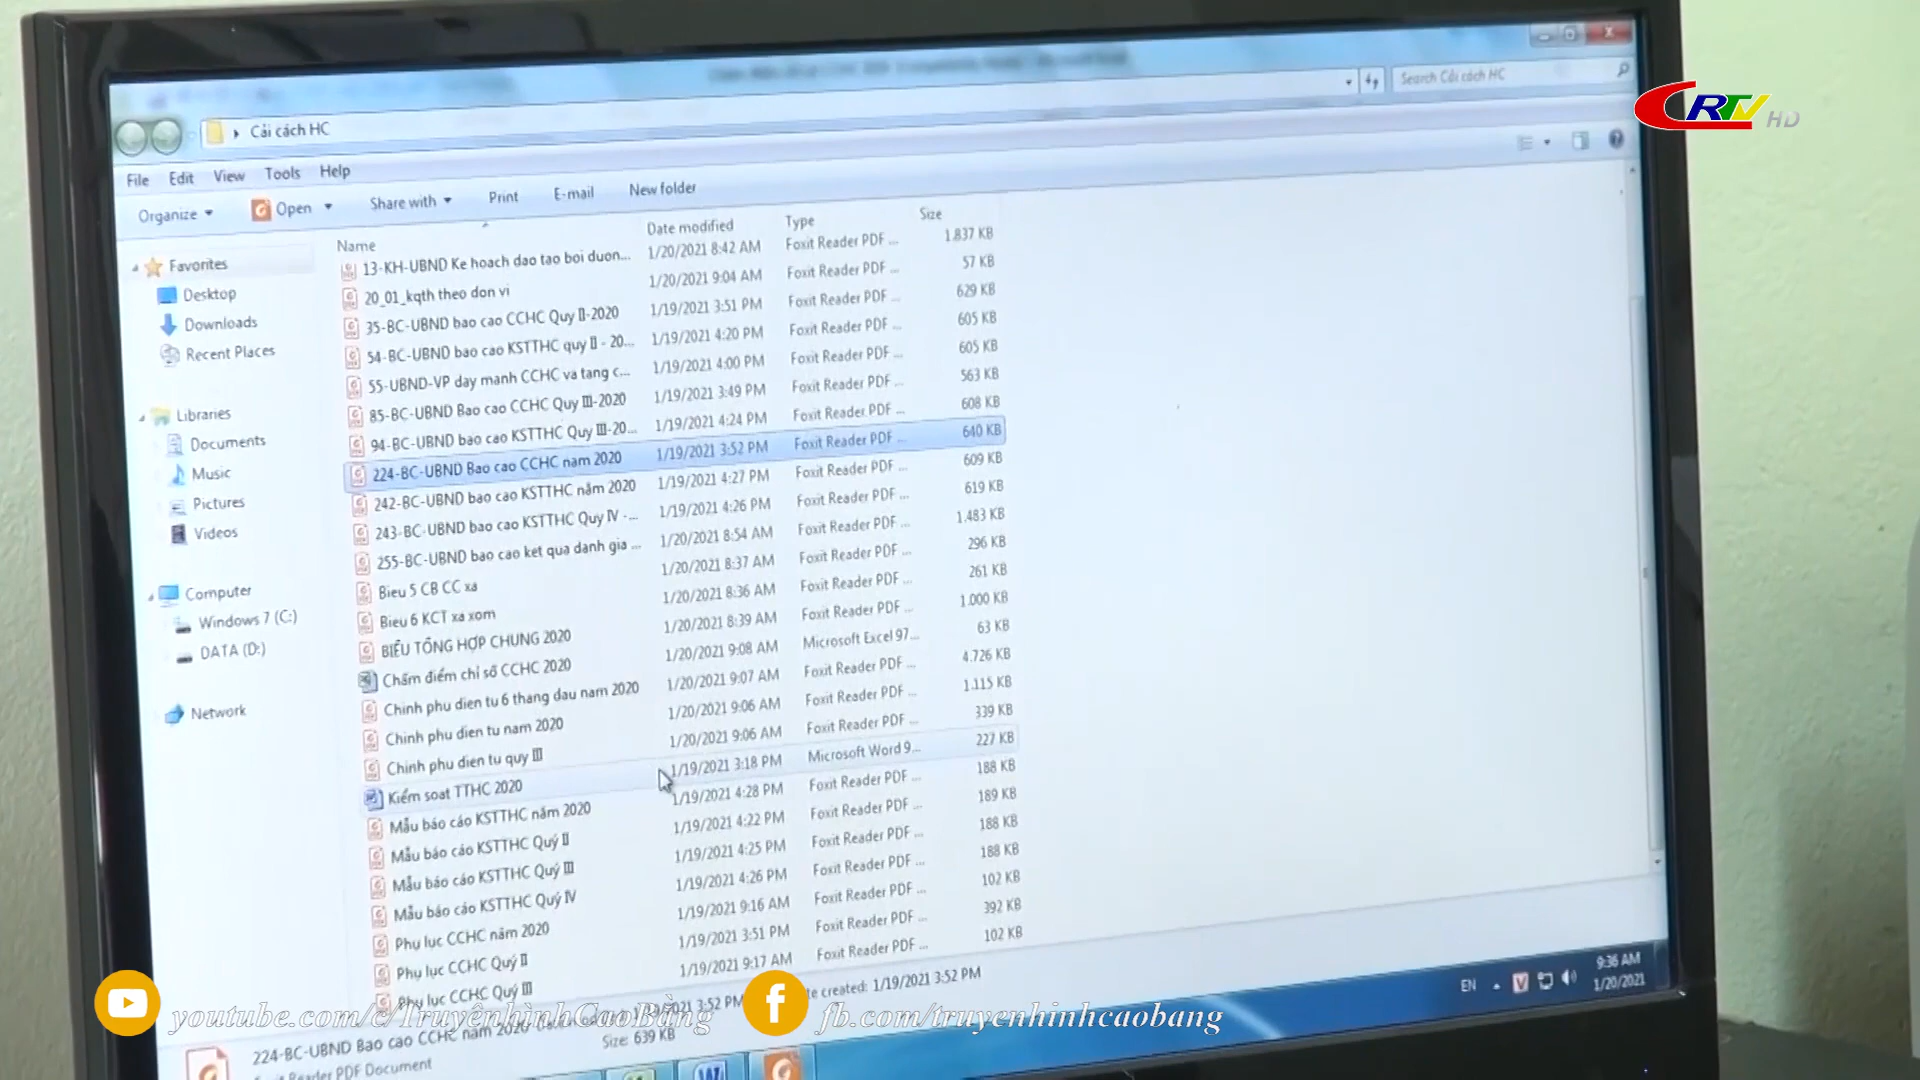 CRTV HD
Cải cách HC
Search Cải cách HC
File Edit View Tools Help
Organize Open Share with Print E-mail New folder
Name Date modified Type Size
Favorites
Desktop
Downloads
Recent Places
Libraries
Documents
Music
Pictures
Videos
Computer
Windows 7 (C:)
DATA (D:)
Network
13-KH-UBND Ke hoach dao tao boi duon... 1/20/2021 8:42 AM Foxit Reader PDF ... 1.837 KB
20_01_kqth theo don vi 1/20/2021 9:04 AM Foxit Reader PDF ... 57 KB
35-BC-UBND bao cao CCHC Quy II-2020 1/19/2021 3:51 PM Foxit Reader PDF ... 629 KB
54-BC-UBND bao cao KSTTHC quy II - 20... 1/19/2021 4:20 PM Foxit Reader PDF ... 605 KB
55-UBND-VP day manh CCHC va tang c... 1/19/2021 4:00 PM Foxit Reader PDF ... 605 KB
85-BC-UBND Bao cao CCHC Quy III-2020 1/19/2021 3:49 PM Foxit Reader PDF ... 563 KB
94-BC-UBND bao cao KSTTHC Quy III-20... 1/19/2021 4:24 PM Foxit Reader PDF ... 608 KB
224-BC-UBND Bao cao CCHC nam 2020 1/19/2021 3:52 PM Foxit Reader PDF ... 640 KB
242-BC-UBND bao cao KSTTHC năm 2020 1/19/2021 4:27 PM Foxit Reader PDF ... 609 KB
243-BC-UBND bao cao KSTTHC Quy IV -... 1/19/2021 4:26 PM Foxit Reader PDF ... 619 KB
255-BC-UBND bao cao ket qua danh gia ... 1/20/2021 8:54 AM Foxit Reader PDF ... 1.483 KB
Bieu 5 CB CC xa 1/20/2021 8:37 AM Foxit Reader PDF ... 296 KB
Bieu 6 KCT xa xom 1/20/2021 8:36 AM Foxit Reader PDF ... 261 KB
BIỂU TỔNG HỢP CHUNG 2020 1/20/2021 8:39 AM Foxit Reader PDF ... 1.000 KB
Chấm điểm chỉ số CCHC 2020 1/20/2021 9:08 AM Microsoft Excel 97... 63 KB
Chinh phu dien tu 6 thang dau nam 2020 1/20/2021 9:07 AM Foxit Reader PDF ... 4.726 KB
Chinh phu dien tu nam 2020 1/20/2021 9:06 AM Foxit Reader PDF ... 1.115 KB
Chinh phu dien tu quy III 1/20/2021 9:06 AM Foxit Reader PDF ... 339 KB
Kiểm soat TTHC 2020 1/19/2021 3:18 PM Microsoft Word 9... 227 KB
Mẫu báo cáo KSTTHC năm 2020 1/19/2021 4:28 PM Foxit Reader PDF ... 188 KB
Mẫu báo cáo KSTTHC Quý II 1/19/2021 4:22 PM Foxit Reader PDF ... 189 KB
Mẫu báo cáo KSTTHC Quý III 1/19/2021 4:25 PM Foxit Reader PDF ... 188 KB
Mẫu báo cáo KSTTHC Quý IV 1/19/2021 4:26 PM Foxit Reader PDF ... 188 KB
Phụ lục CCHC năm 2020 1/19/2021 9:16 AM Foxit Reader PDF ... 102 KB
Phụ lục CCHC Quý II 1/19/2021 3:51 PM Foxit Reader PDF ... 392 KB
Phụ lục CCHC Quý III 1/19/2021 9:17 AM Foxit Reader PDF ... 102 KB
224-BC-UBND Bao cao CCHC năm 2020 3:52 PM created: 1/19/2021 3:52 PM
Reader PDF Document Size: 639 KB
EN 9:36 AM
1/20/2021
youtube.com/c/TruyềnhìnhCaoBằng
fb.com/truyenhinhcaobang